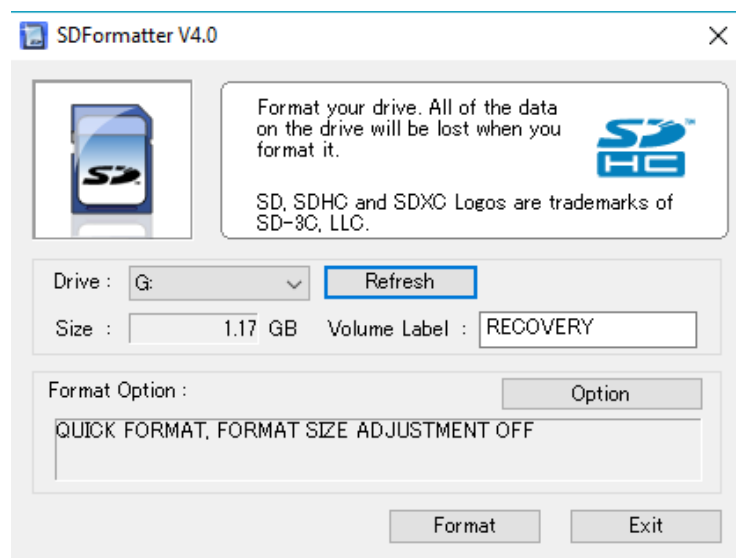 SDFormatter V4.0
SD
Format your drive. All of the data
on the drive will be lost when you
format it.
SD, SDHC and SDXC Logos are trademarks of
SD-3C, LLC.
SD™
HC
Drive : G: Refresh
Size : 1.17 GB Volume Label : RECOVERY
Format Option :
Option
QUICK FORMAT, FORMAT SIZE ADJUSTMENT OFF
Format Exit